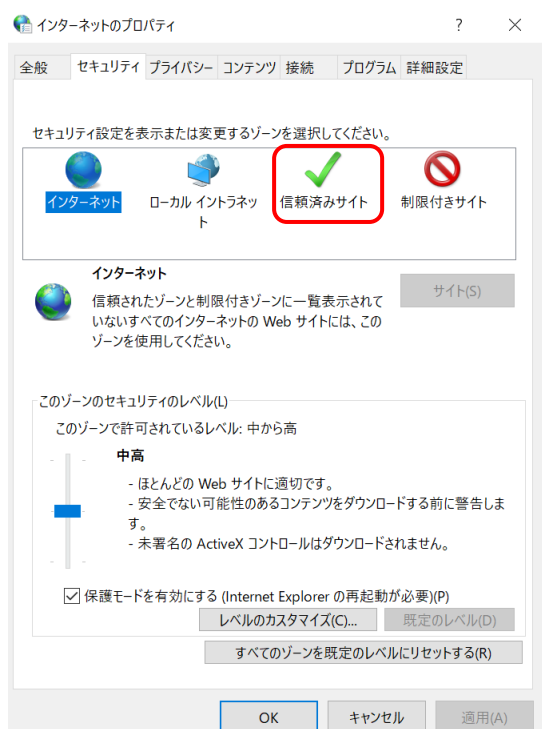 インターネットのプロパティ
? ×
全般 セキュリティ プライバシー コンテンツ 接続 プログラム 詳細設定
セキュリティ設定を表示または変更するゾーンを選択してください。
インターネット ローカル イントラネッ 信頼済みサイト 制限付きサイト
ト
インターネット
サイト(S)
信頼されたゾーンと制限付きゾーンに一覧表示されて
いないすべてのインターネットの Web サイトには、この
ゾーンを使用してください。
このゾーンのセキュリティのレベル(L)
このゾーンで許可されているレベル: 中から高
中高
- ほとんどの Web サイトに適切です。
- 安全でない可能性のあるコンテンツをダウンロードする前に警告しま
す。
- 未署名の ActiveX コントロールはダウンロードされません。
保護モードを有効にする (Internet Explorer の再起動が必要)(P)
レベルのカスタマイズ(C)... 既定のレベル(D)
すべてのゾーンを既定のレベルにリセットする(R)
OK キャンセル 適用(A)